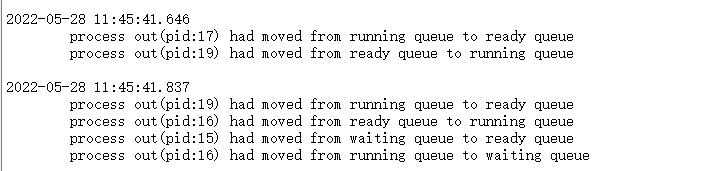 2022-05-28 11:45:41.646
process out(pid:17) had moved from running queue to ready queue
process out(pid:19) had moved from ready queue to running queue
2022-05-28 11:45:41.837
process out(pid:19) had moved from running queue to ready queue
process out(pid:16) had moved from ready queue to running queue
process out(pid:15) had moved from waiting queue to ready queue
process out(pid:16) had moved from running queue to waiting queue